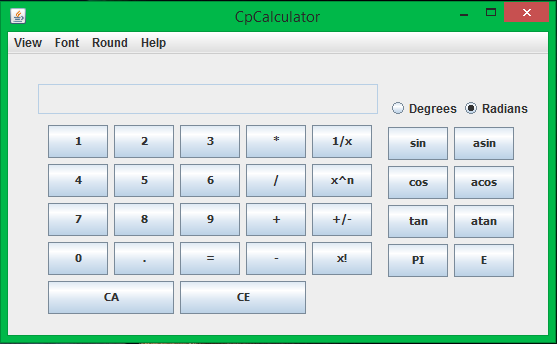 CpCalculator
View Font Round Help
Degrees Radians
1 2 3 * 1/x sin asin
4 5 6 / x^n cos acos
7 8 9 + +/- tan atan
0 . = - x! PI E
CA CE